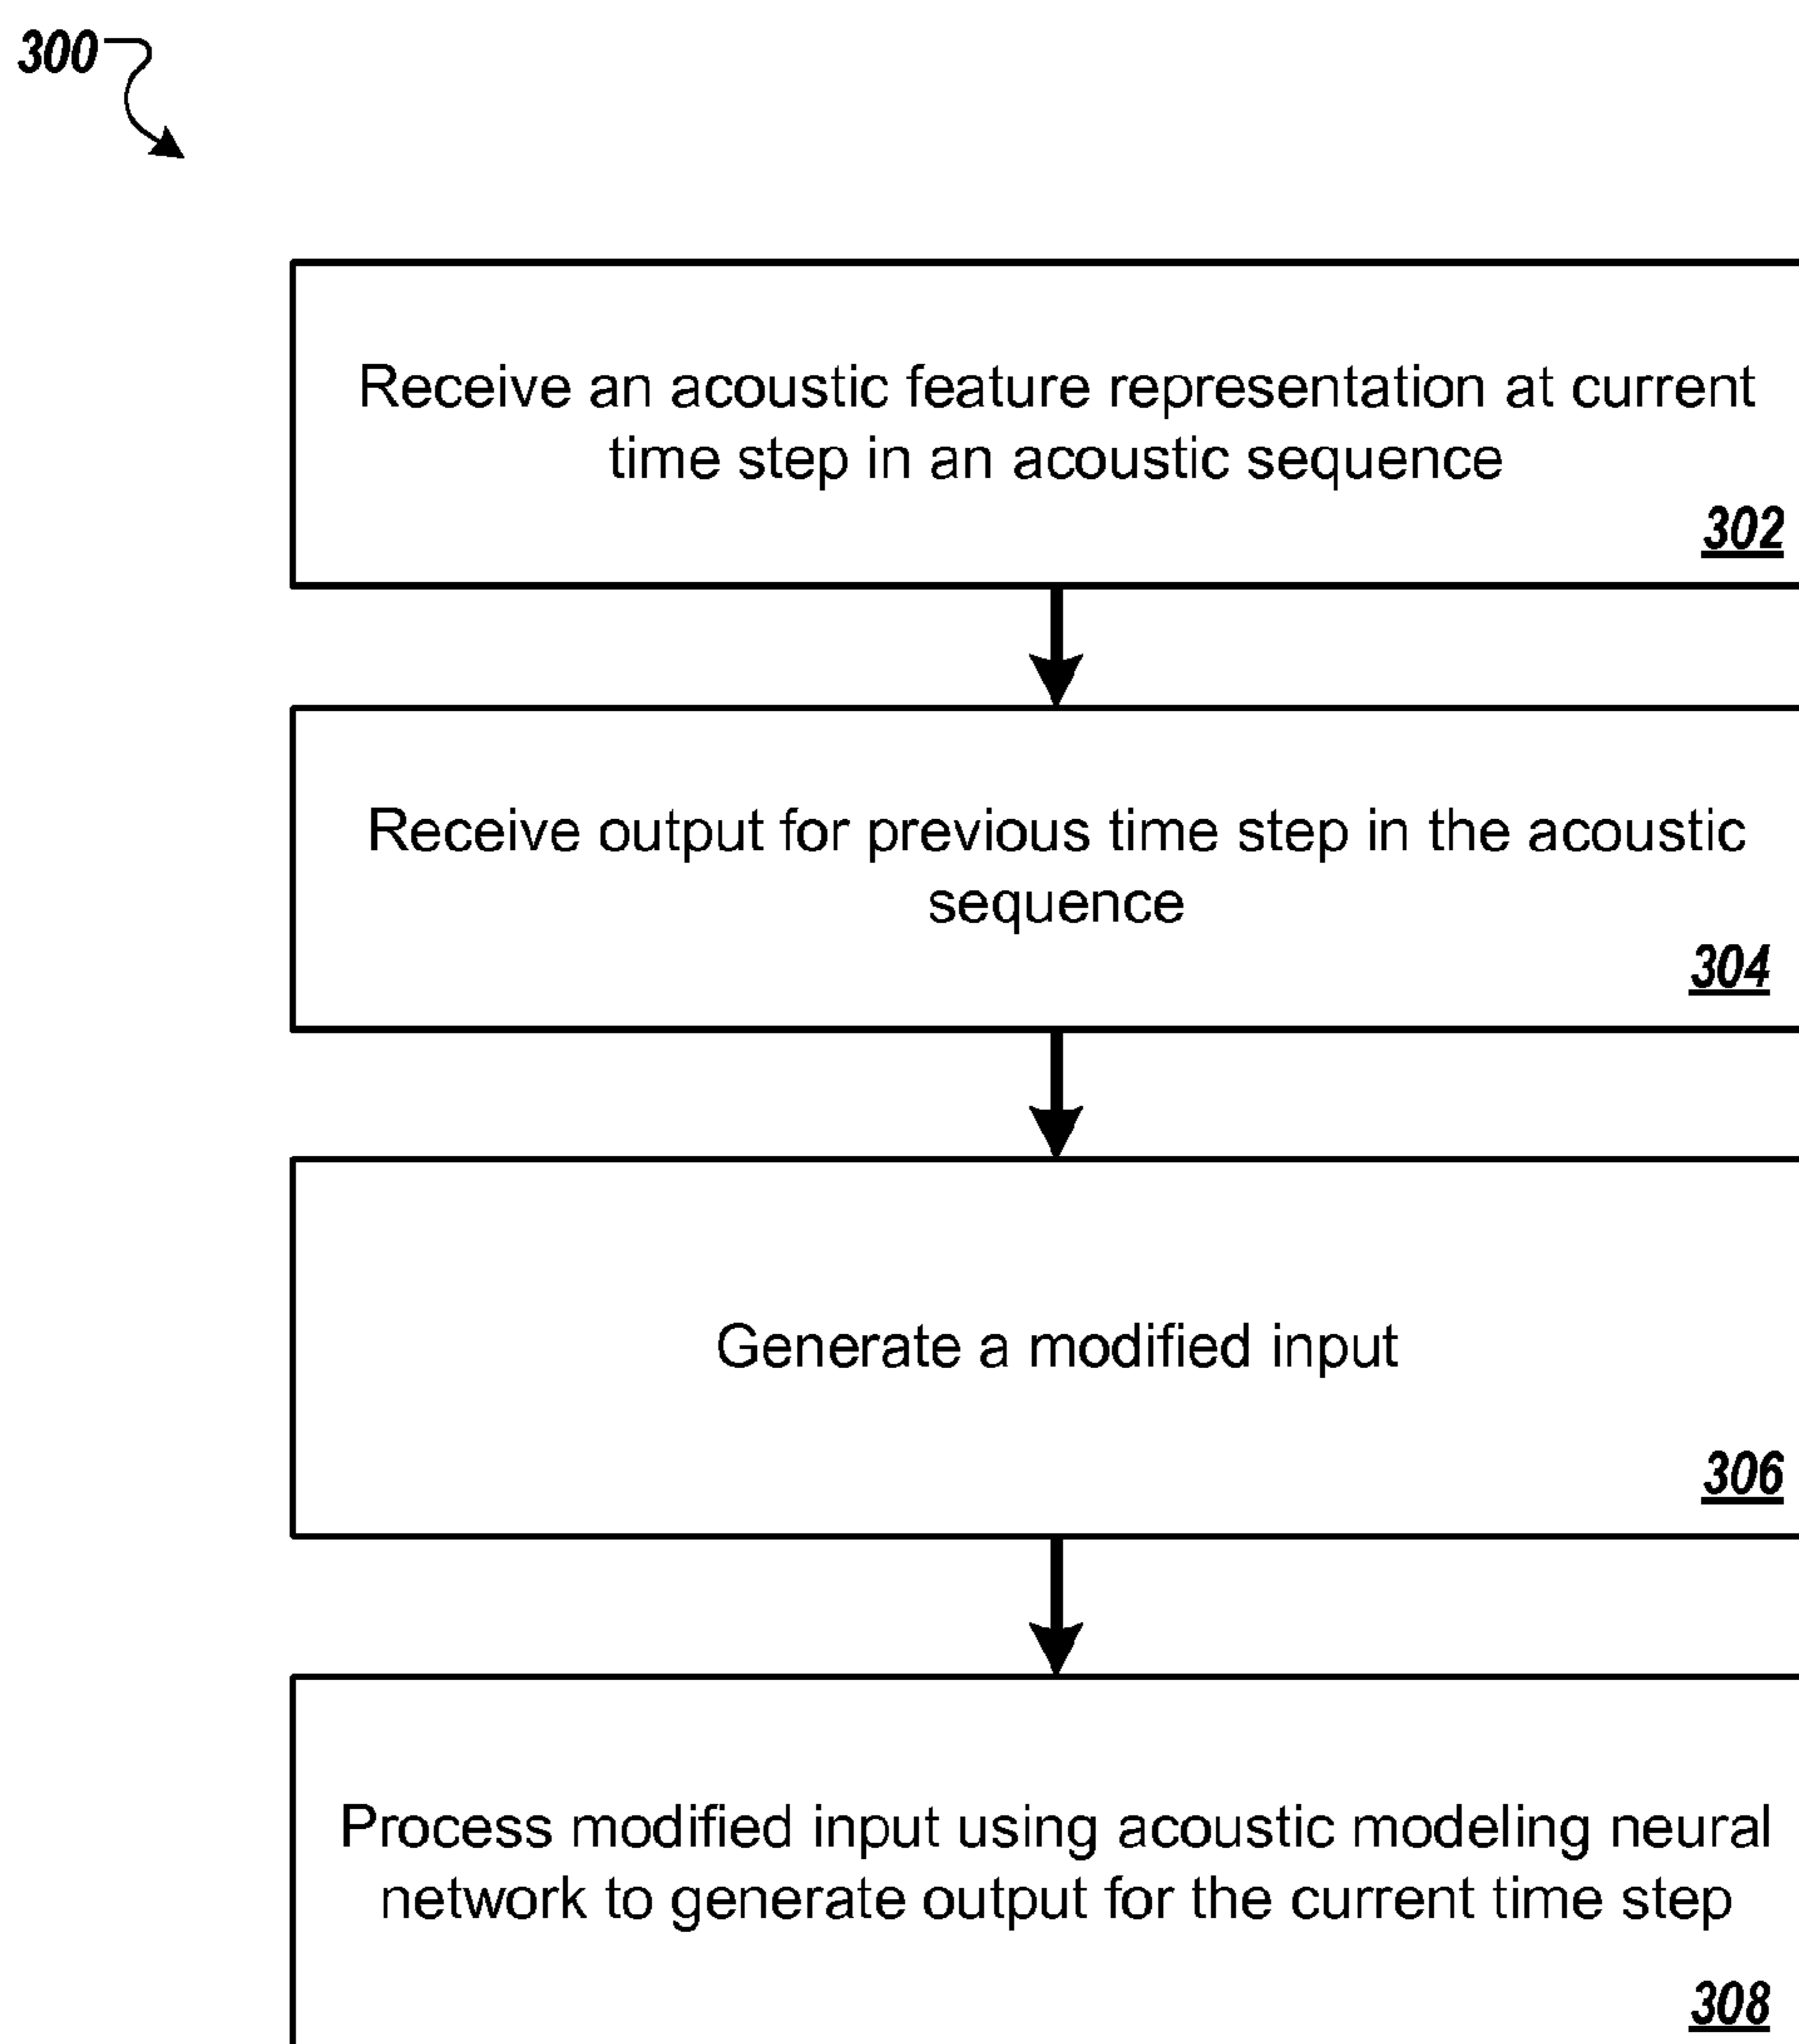 300
Receive an acoustic feature representation at current
time step in an acoustic sequence
302
Receive output for previous time step in the acoustic
sequence
304
Generate a modified input
306
Process modified input using acoustic modeling neural
network to generate output for the current time step
308